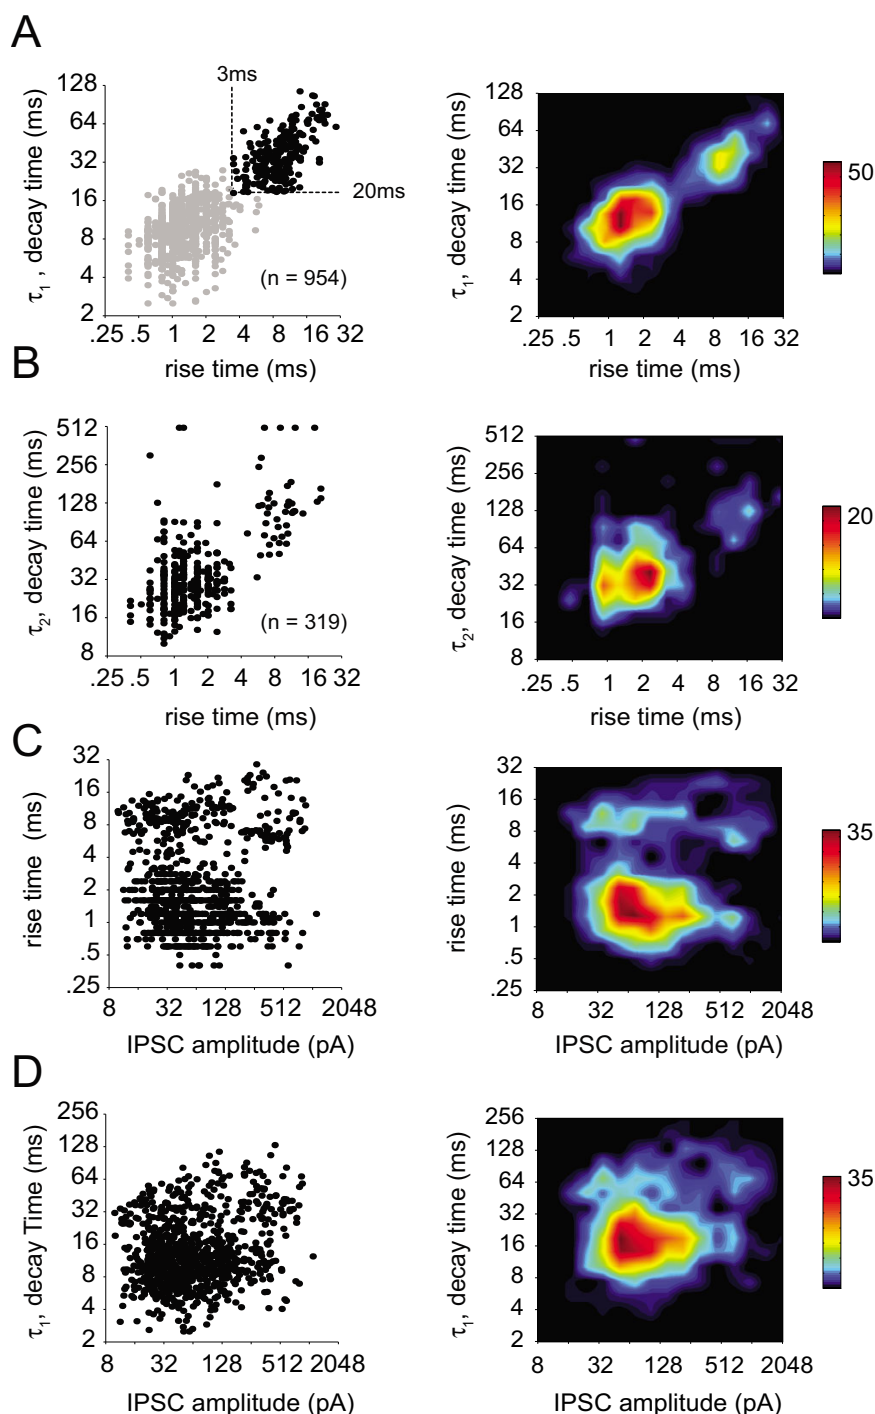 A
τ1 , decay time (ms)
128
64
32
16
8
4
2
3ms
20ms
(n = 954)
.25 .5 1 2 4 8 16 32
rise time (ms)
τ1, decay time (ms)
128
64
32
16
8
4
2
.25 .5 1 2 4 8 16 32
rise time (ms)
50
B
τ2, decay time (ms)
512
256
128
64
32
16
8
(n = 319)
.25 .5 1 2 4 8 16 32
rise time (ms)
τ2, decay time (ms)
512
256
128
64
32
16
8
.25 .5 1 2 4 8 16 32
rise time (ms)
20
C
rise time (ms)
32
16
8
4
2
1
.5
.25
8 32 128 512 2048
IPSC amplitude (pA)
rise time (ms)
32
16
8
4
2
1
.5
.25
8 32 128 512 2048
IPSC amplitude (pA)
35
D
τ1, decay Time (ms)
256
128
64
32
16
8
4
2
8 32 128 512 2048
IPSC amplitude (pA)
τ1, decay time (ms)
256
128
64
32
16
8
4
2
8 32 128 512 2048
IPSC amplitude (pA)
35